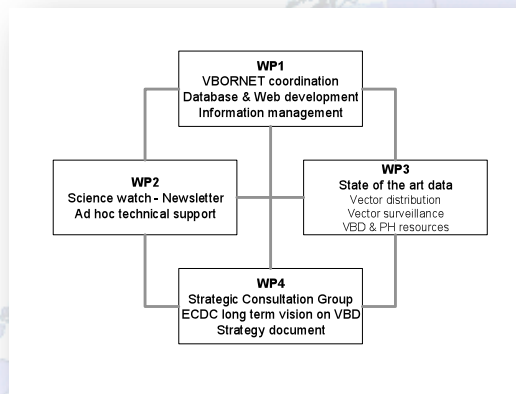 WP1
VBORNET coordination
Database & Web development
Information management
WP2
Science watch - Newsletter
Ad hoc technical support
WP3
State of the art data
Vector distribution
Vector surveillance
VBD & PH resources
WP4
Strategic Consultation Group
ECDC long term vision on VBD
Strategy document